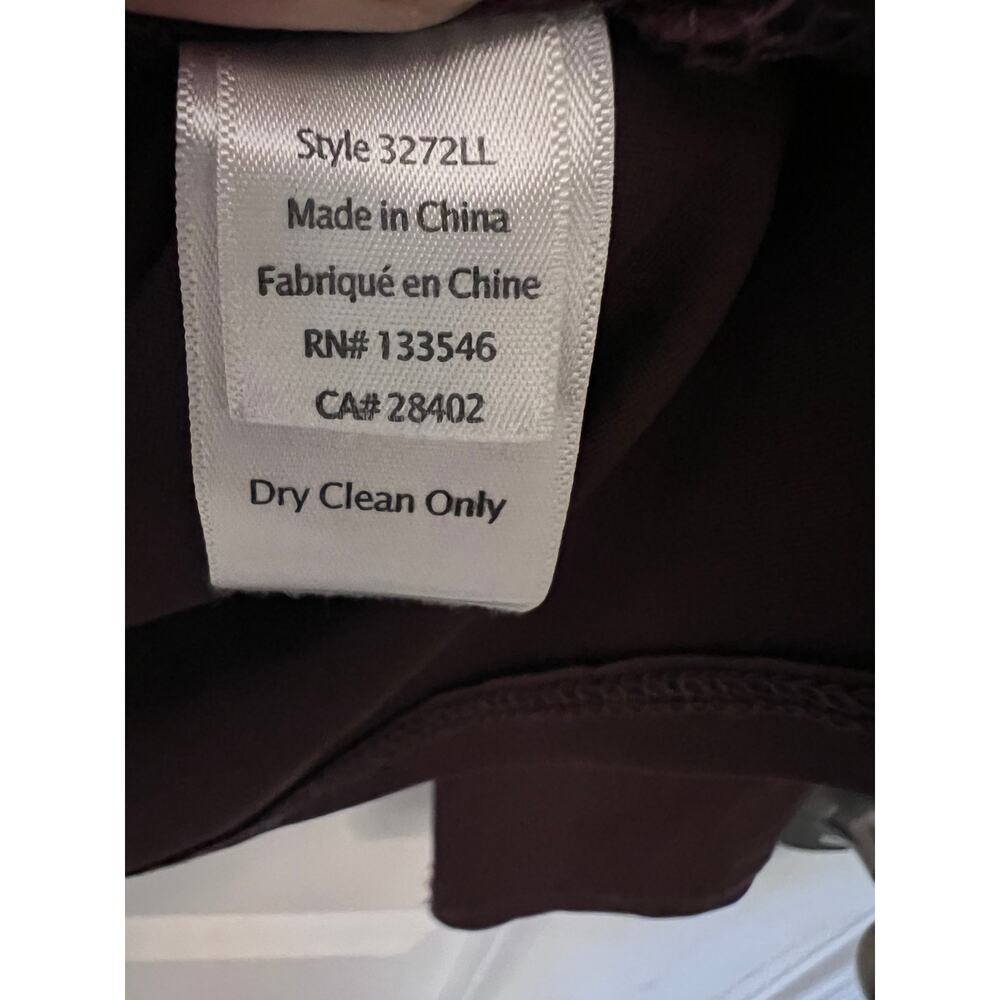 Style 3272LL
Made in China
Fabriqué en Chine
RN# 133546
CA# 28402
Dry Clean Only